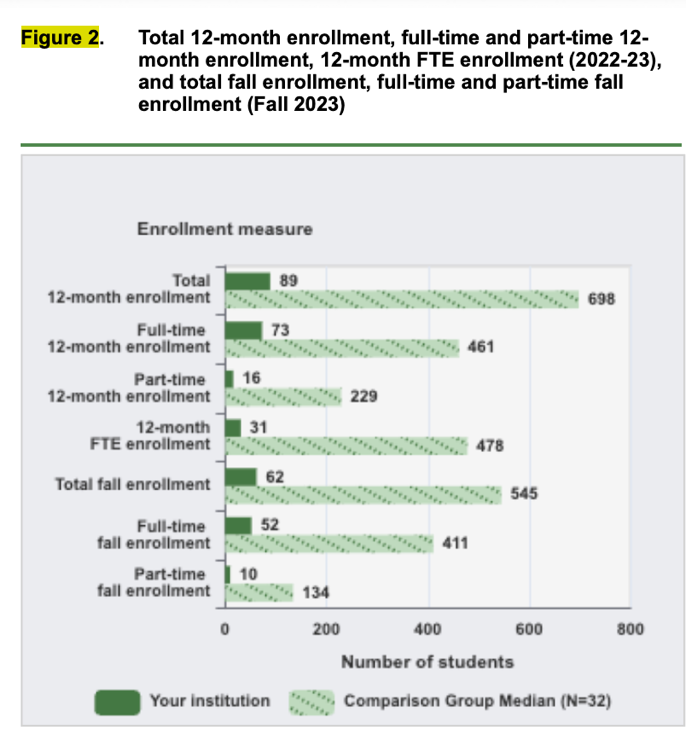 Figure 2. Total 12-month enrollment, full-time and part-time 12-
month enrollment, 12-month FTE enrollment (2022-23),
and total fall enrollment, full-time and part-time fall
enrollment (Fall 2023)
Enrollment measure
Total
12-month enrollment
89
698
Full-time
12-month enrollment
73
461
Part-time
12-month enrollment
16
229
12-month
FTE enrollment
31
478
Total fall enrollment
62
545
Full-time
fall enrollment
52
411
Part-time
fall enrollment
10
134
0 200 400 600 800
Number of students
Your institution Comparison Group Median (N=32)